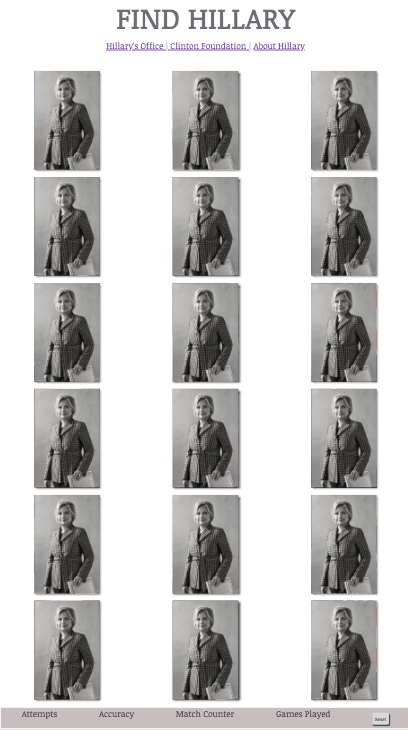 FIND HILLARY
Hillary's Office | Clinton Foundation | About Hillary
Attempts Accuracy Match Counter Games Played Reset